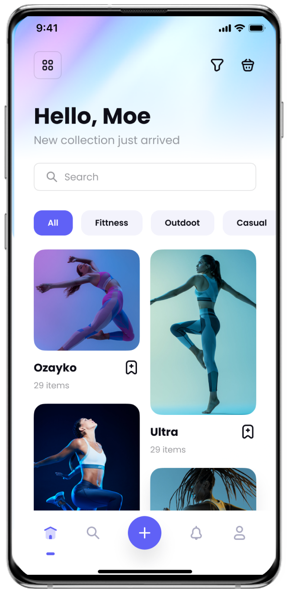 9:41
Hello, Moe
New collection just arrived
Search
All
Fittness
Outdoot
Casual
Ozayko
29 items
Ultra
29 items